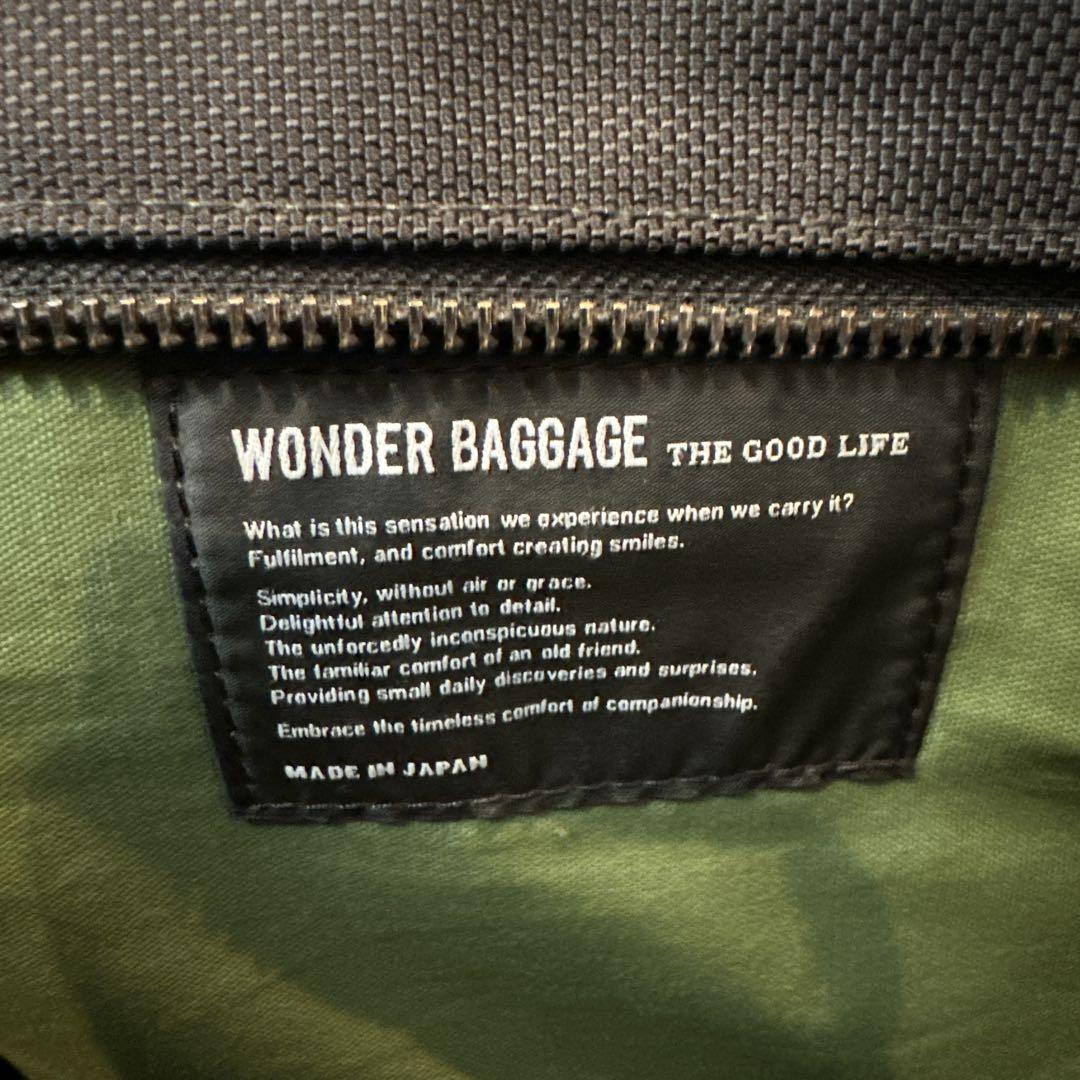 WONDER BAGGAGE THE GOOD LIFE
What is this sensation we experience when we carry it?
Fulfilment, and comfort creating smiles.
Simplicity, without air or grace.
Delightful attention to detail.
The unforcedly inconspicuous nature.
The familiar comfort of an old friend.
Providing small daily discoveries and surprises.
Embrace the timeless comfort of companionship.
MADE IN JAPAN